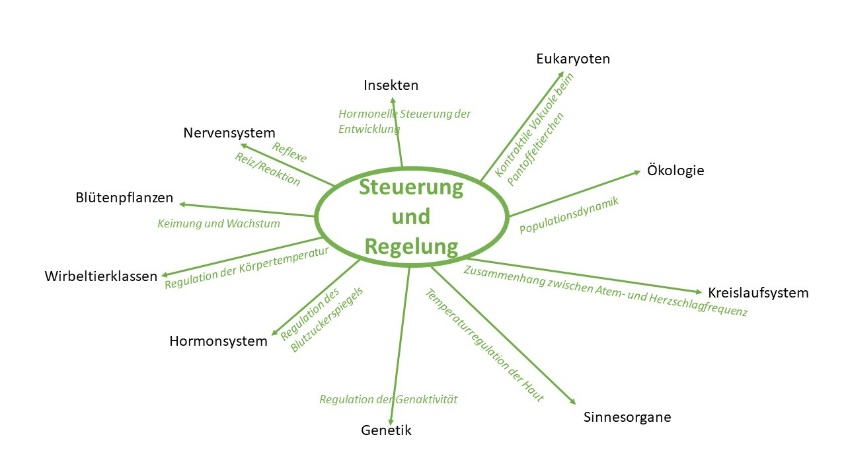 Eukaryoten
Kontraktile Vakuole beim
Pantoffeltierchen
Insekten
Hormonelle Steuerung der
Entwicklung
Nervensystem
Reflexe
Reiz/Reaktion
Ökologie
Populationsdynamik
Steuerung
und
Regelung
Blütenpflanzen
Keimung und Wachstum
Wirbeltierklassen
Regulation der Körpertemperatur
Kreislaufsystem
Zusammenhang zwischen Atem- und Herzschlagfrequenz
Hormonsystem
Regulation des
Blutzuckerspiegels
Temperaturregulation der Haut
Sinnesorgane
Regulation der Genaktivität
Genetik